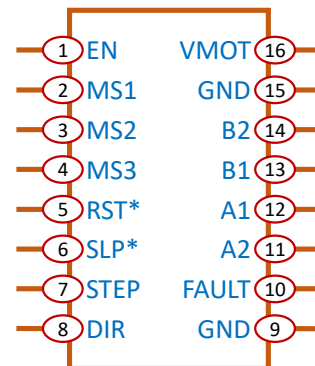 1 EN VMOT 16
2 MS1 GND 15
3 MS2 B2 14
4 MS3 B1 13
5 RST* A1 12
6 SLP* A2 11
7 STEP FAULT 10
8 DIR GND 9